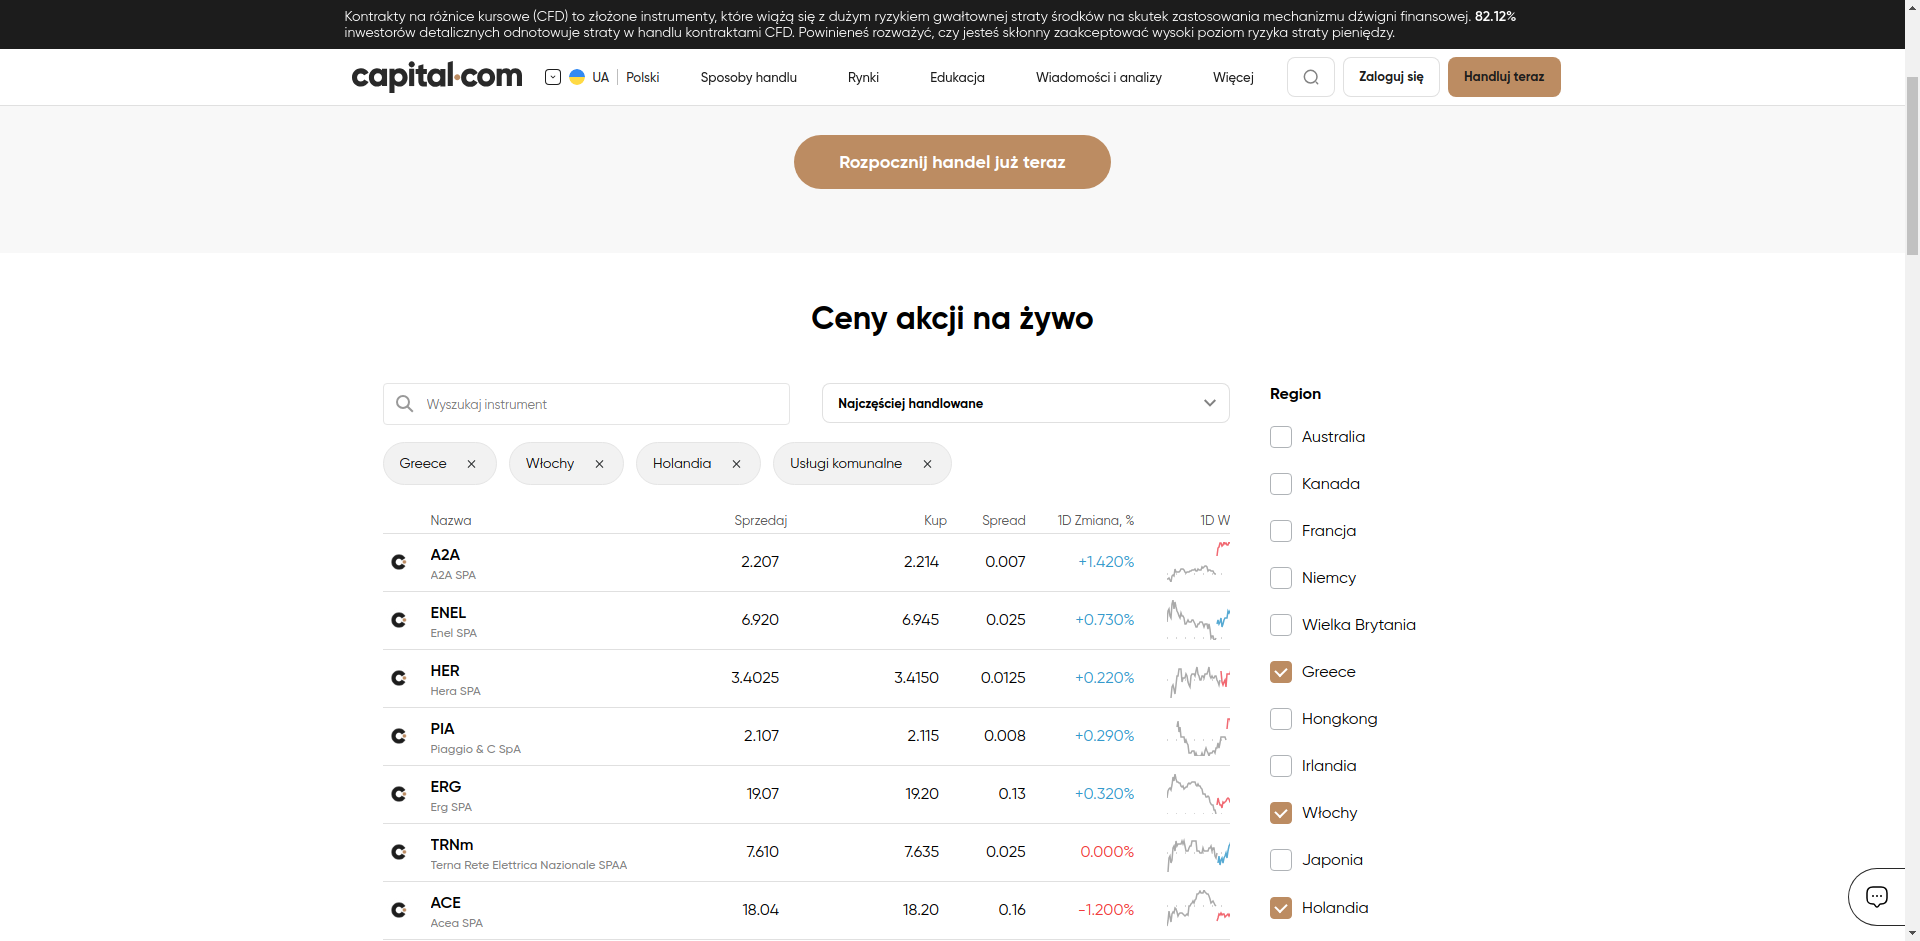 Kontrakty na różnice kursowe (CFD) to złożone instrumenty, które wiążą się z dużym ryzykiem gwałtownej straty środków na skutek zastosowania mechanizmu dźwigni finansowej. 82.12%
inwestorów detalicznych odnotowuje straty w handlu kontraktami CFD. Powinieneś rozważyć, czy jesteś skłonny zaakceptować wysoki poziom ryzyka straty pieniędzy.
capital.com UA Polski Sposoby handlu Rynki Edukacja Wiadomości i analizy Więcej Zaloguj się Handluj teraz
Rozpocznij handel już teraz
Ceny akcji na żywo
Wyszukaj instrument Najczęściej handlowane
Greece Włochy Holandia Usługi komunalne
Nazwa Sprzedaj Kup Spread 1D Zmiana, % 1D W
A2A 2.207 2.214 0.007 +1.420%
A2A SPA
ENEL 6.920 6.945 0.025 +0.730%
Enel SPA
HER 3.4025 3.4150 0.0125 +0.220%
Hera SPA
PIA 2.107 2.115 0.008 +0.290%
Piaggio & C SpA
ERG 19.07 19.20 0.13 +0.320%
Erg SPA
TRNm 7.610 7.635 0.025 0.000%
Terna Rete Elettrica Nazionale SPAA
ACE 18.04 18.20 0.16 -1.200%
Acea SPA
Region
Australia
Kanada
Francja
Niemcy
Wielka Brytania
Greece
Hongkong
Irlandia
Włochy
Japonia
Holandia